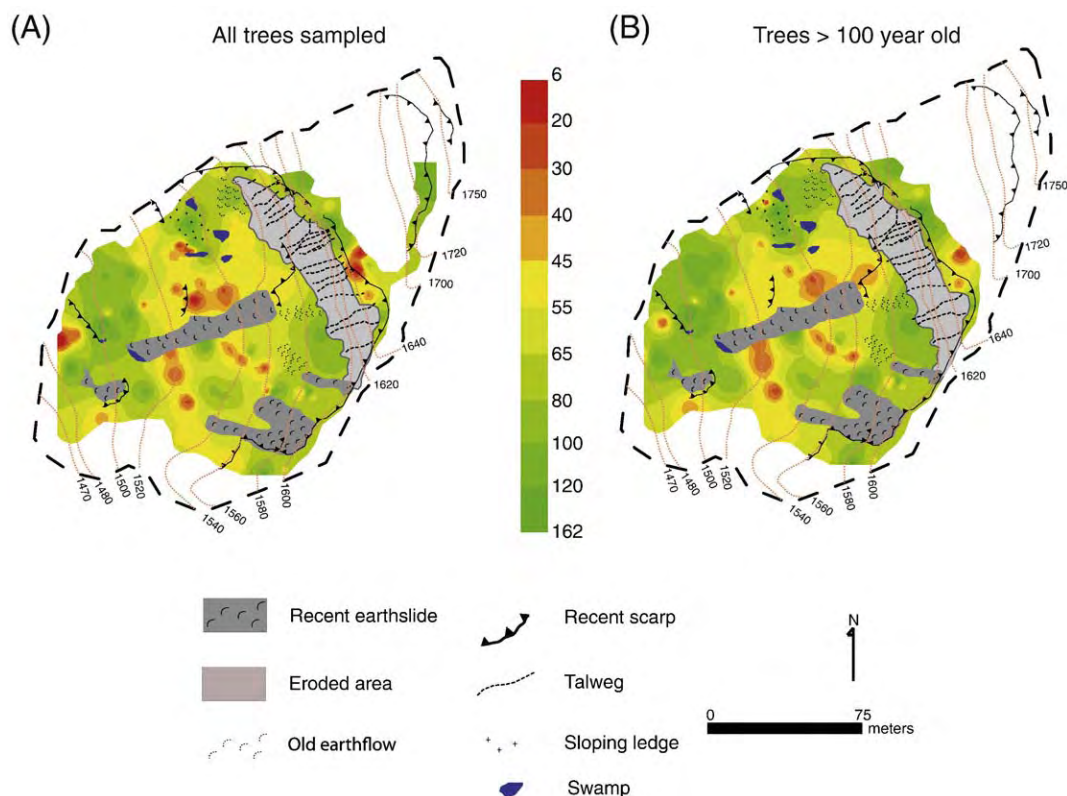 (A)
All trees sampled
(B)
Trees > 100 year old
6
20
30
40
45
55
65
80
100
120
162
1750
1720
1700
1640
1620
1600
1580
1560
1540
1520
1500
1480
1470
1750
1720
1700
1640
1620
1600
1580
1560
1540
1520
1500
1480
1470
Recent earthslide
Recent scarp
N
Eroded area
Talweg
0 75
meters
Old earthflow
Sloping ledge
Swamp